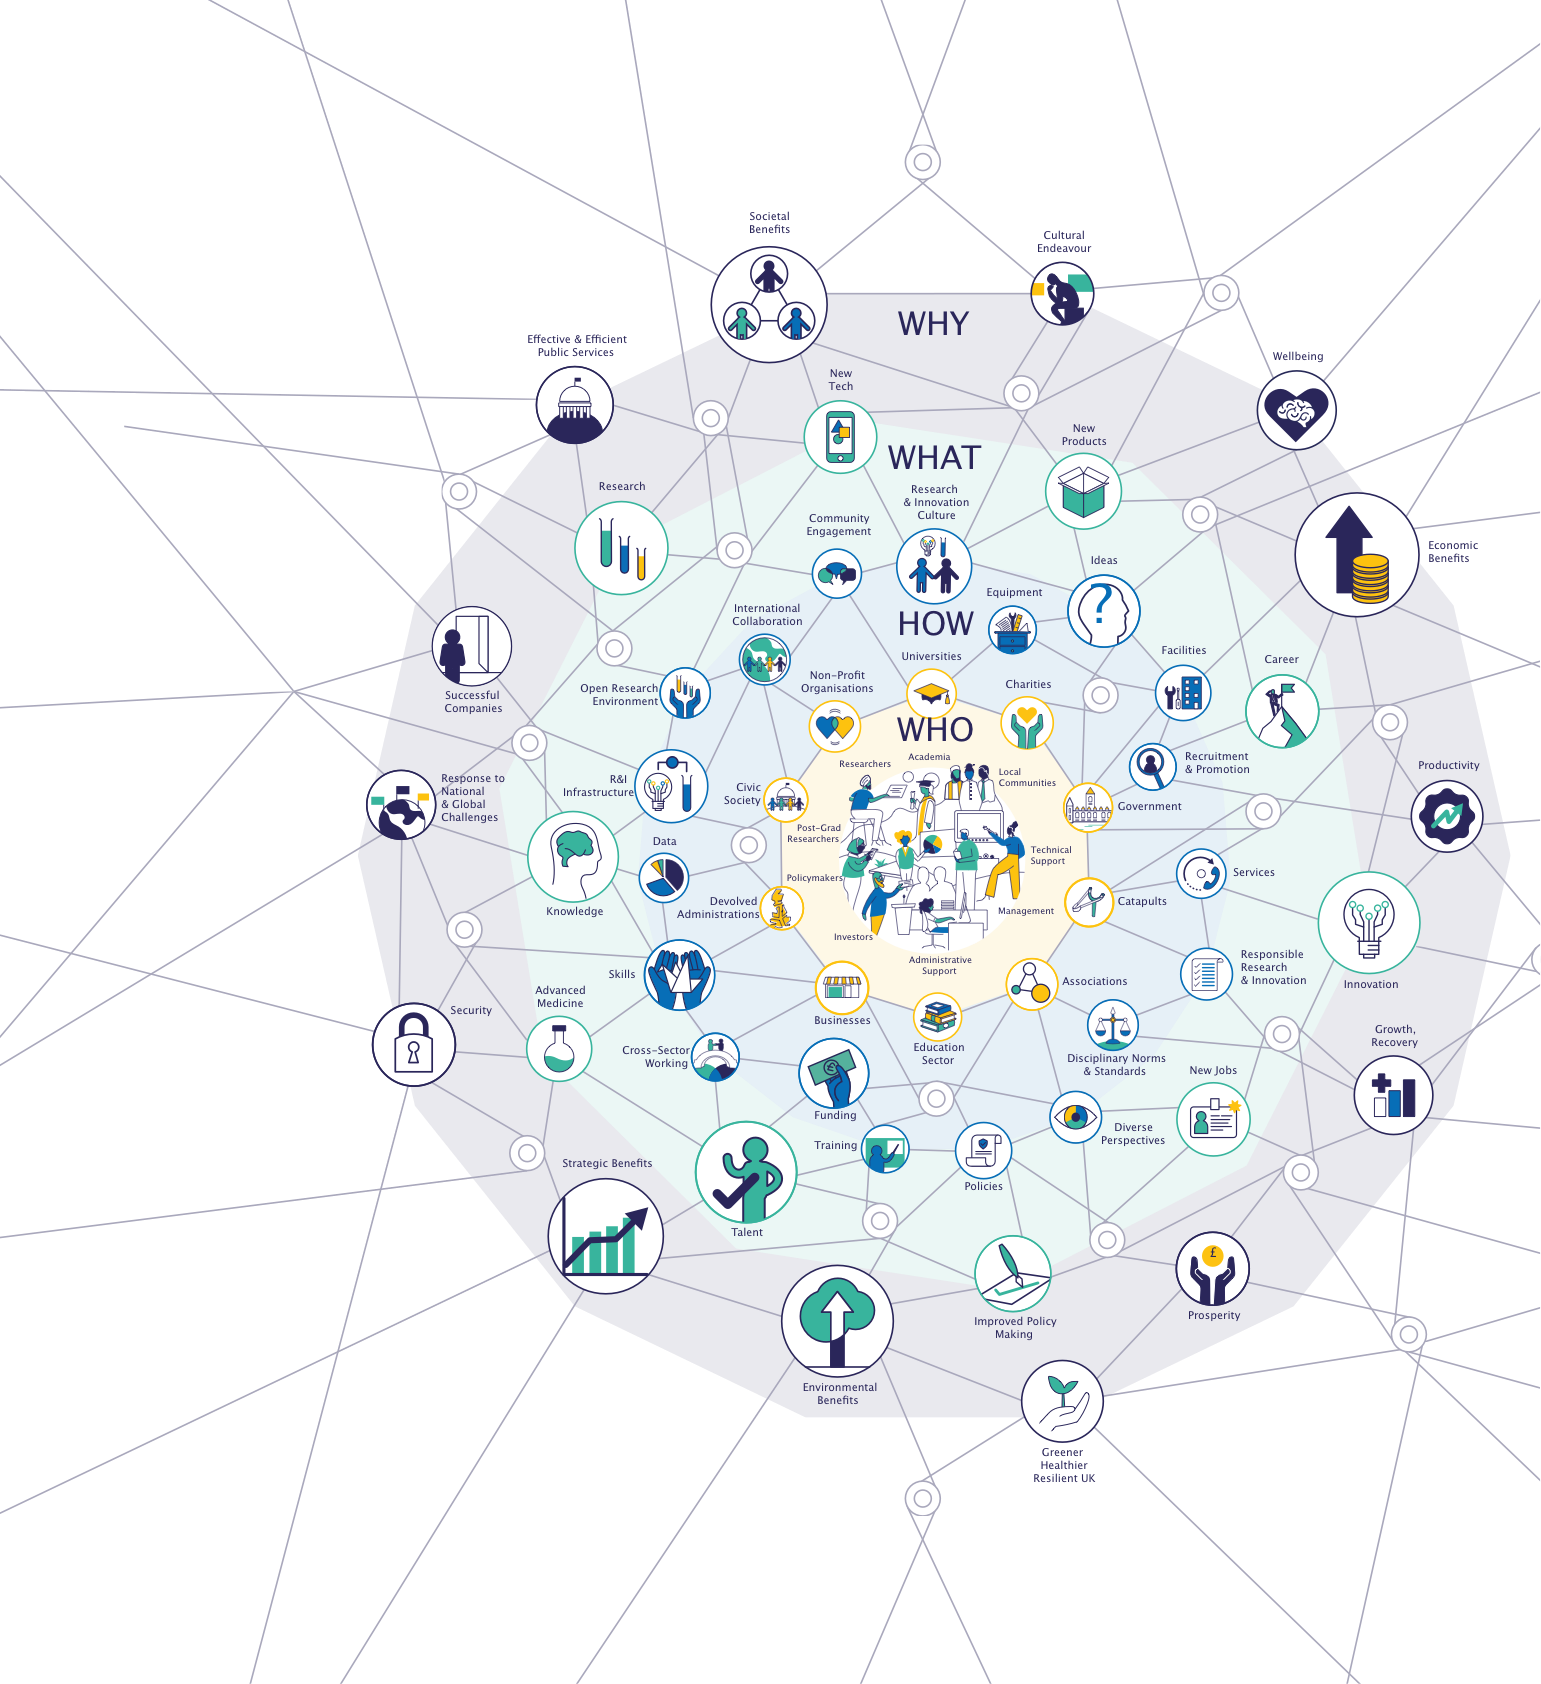 Societal
Benefits
Cultural
Endeavour
WHY
Effective & Efficient
Public Services
Wellbeing
New
Tech
New
Products
WHAT
Research
Research
& Innovation
Culture
Community
Engagement
Economic
Benefits
Ideas
Equipment
International
Collaboration
HOW
Universities
Facilities
Career
Non-Profit
Organisations
Charities
Open Research
Environment
Successful
Companies
WHO
Academia
Researchers
Local
Communities
Recruitment
& Promotion
Productivity
Response to
National
& Global
Challenges
R&I
Infrastructure
Civic
Society
Government
Post-Grad
Researchers
Data
Technical
Support
Policymakers
Services
Knowledge
Devolved
Administrations
Catapults
Management
Investors
Administrative
Support
Skills
Associations
Responsible
Research
& Innovation
Innovation
Advanced
Medicine
Security
Businesses
Education
Sector
Growth,
Recovery
Cross-Sector
Working
Disciplinary Norms
& Standards
New Jobs
£
Funding
Diverse
Perspectives
Training
Strategic Benefits
Policies
Talent
£
Prosperity
Improved Policy
Making
Environmental
Benefits
Greener
Healthier
Resilient UK